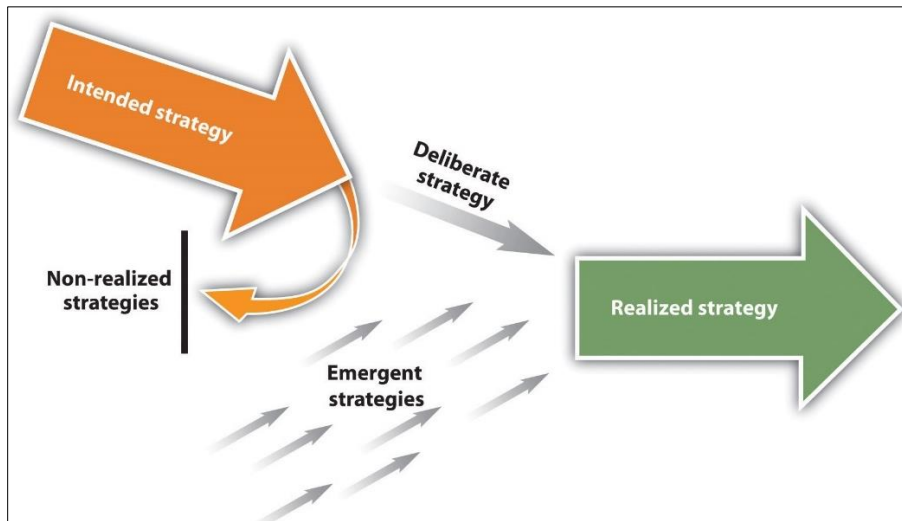 Intended strategy
Deliberate
strategy
Non-realized
strategies
Realized strategy
Emergent
strategies